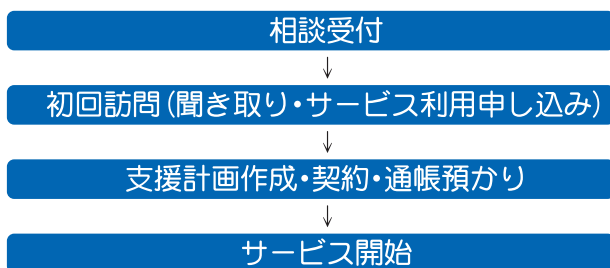 相談受付
↓
初回訪問(聞き取り・サービス利用申し込み)
↓
支援計画作成・契約・通帳預かり
↓
サービス開始